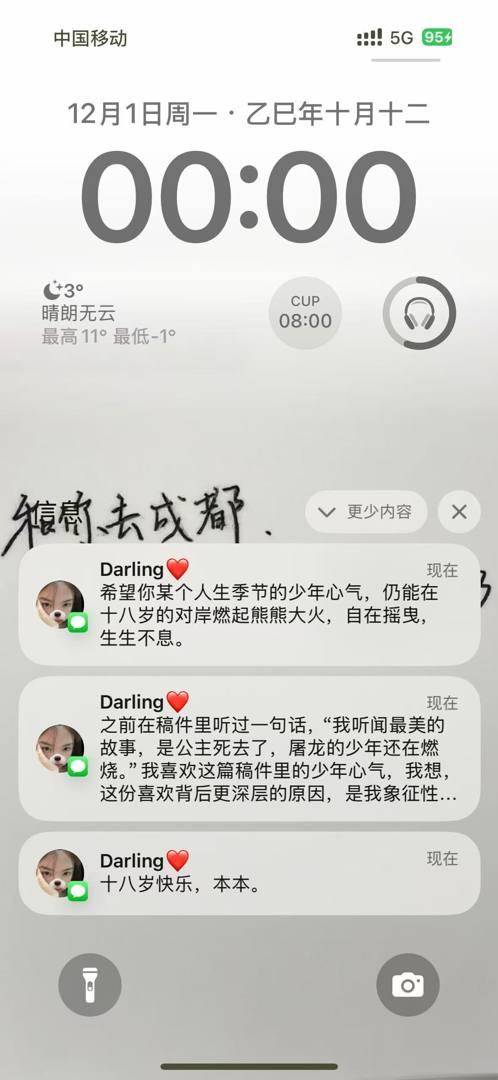 中国移动
5G
95
12月1日周一 · 乙巳年十月十二
00:00
3°
晴朗无云
最高11° 最低-1°
CUP
08:00
和你去成都.
信息
更少内容
Darling❤️
现在
希望你某个人生季节的少年心气，仍能在
十八岁的对岸燃起熊熊大火，自在摇曳，
生生不息。
Darling❤️
现在
之前在稿件里听过一句话，“我听闻最美的
故事，是公主死去了，屠龙的少年还在燃
烧。”我喜欢这篇稿件里的少年心气，我想，
这份喜欢背后更深层的原因，是我象征性...
Darling❤️
现在
十八岁快乐，本本。